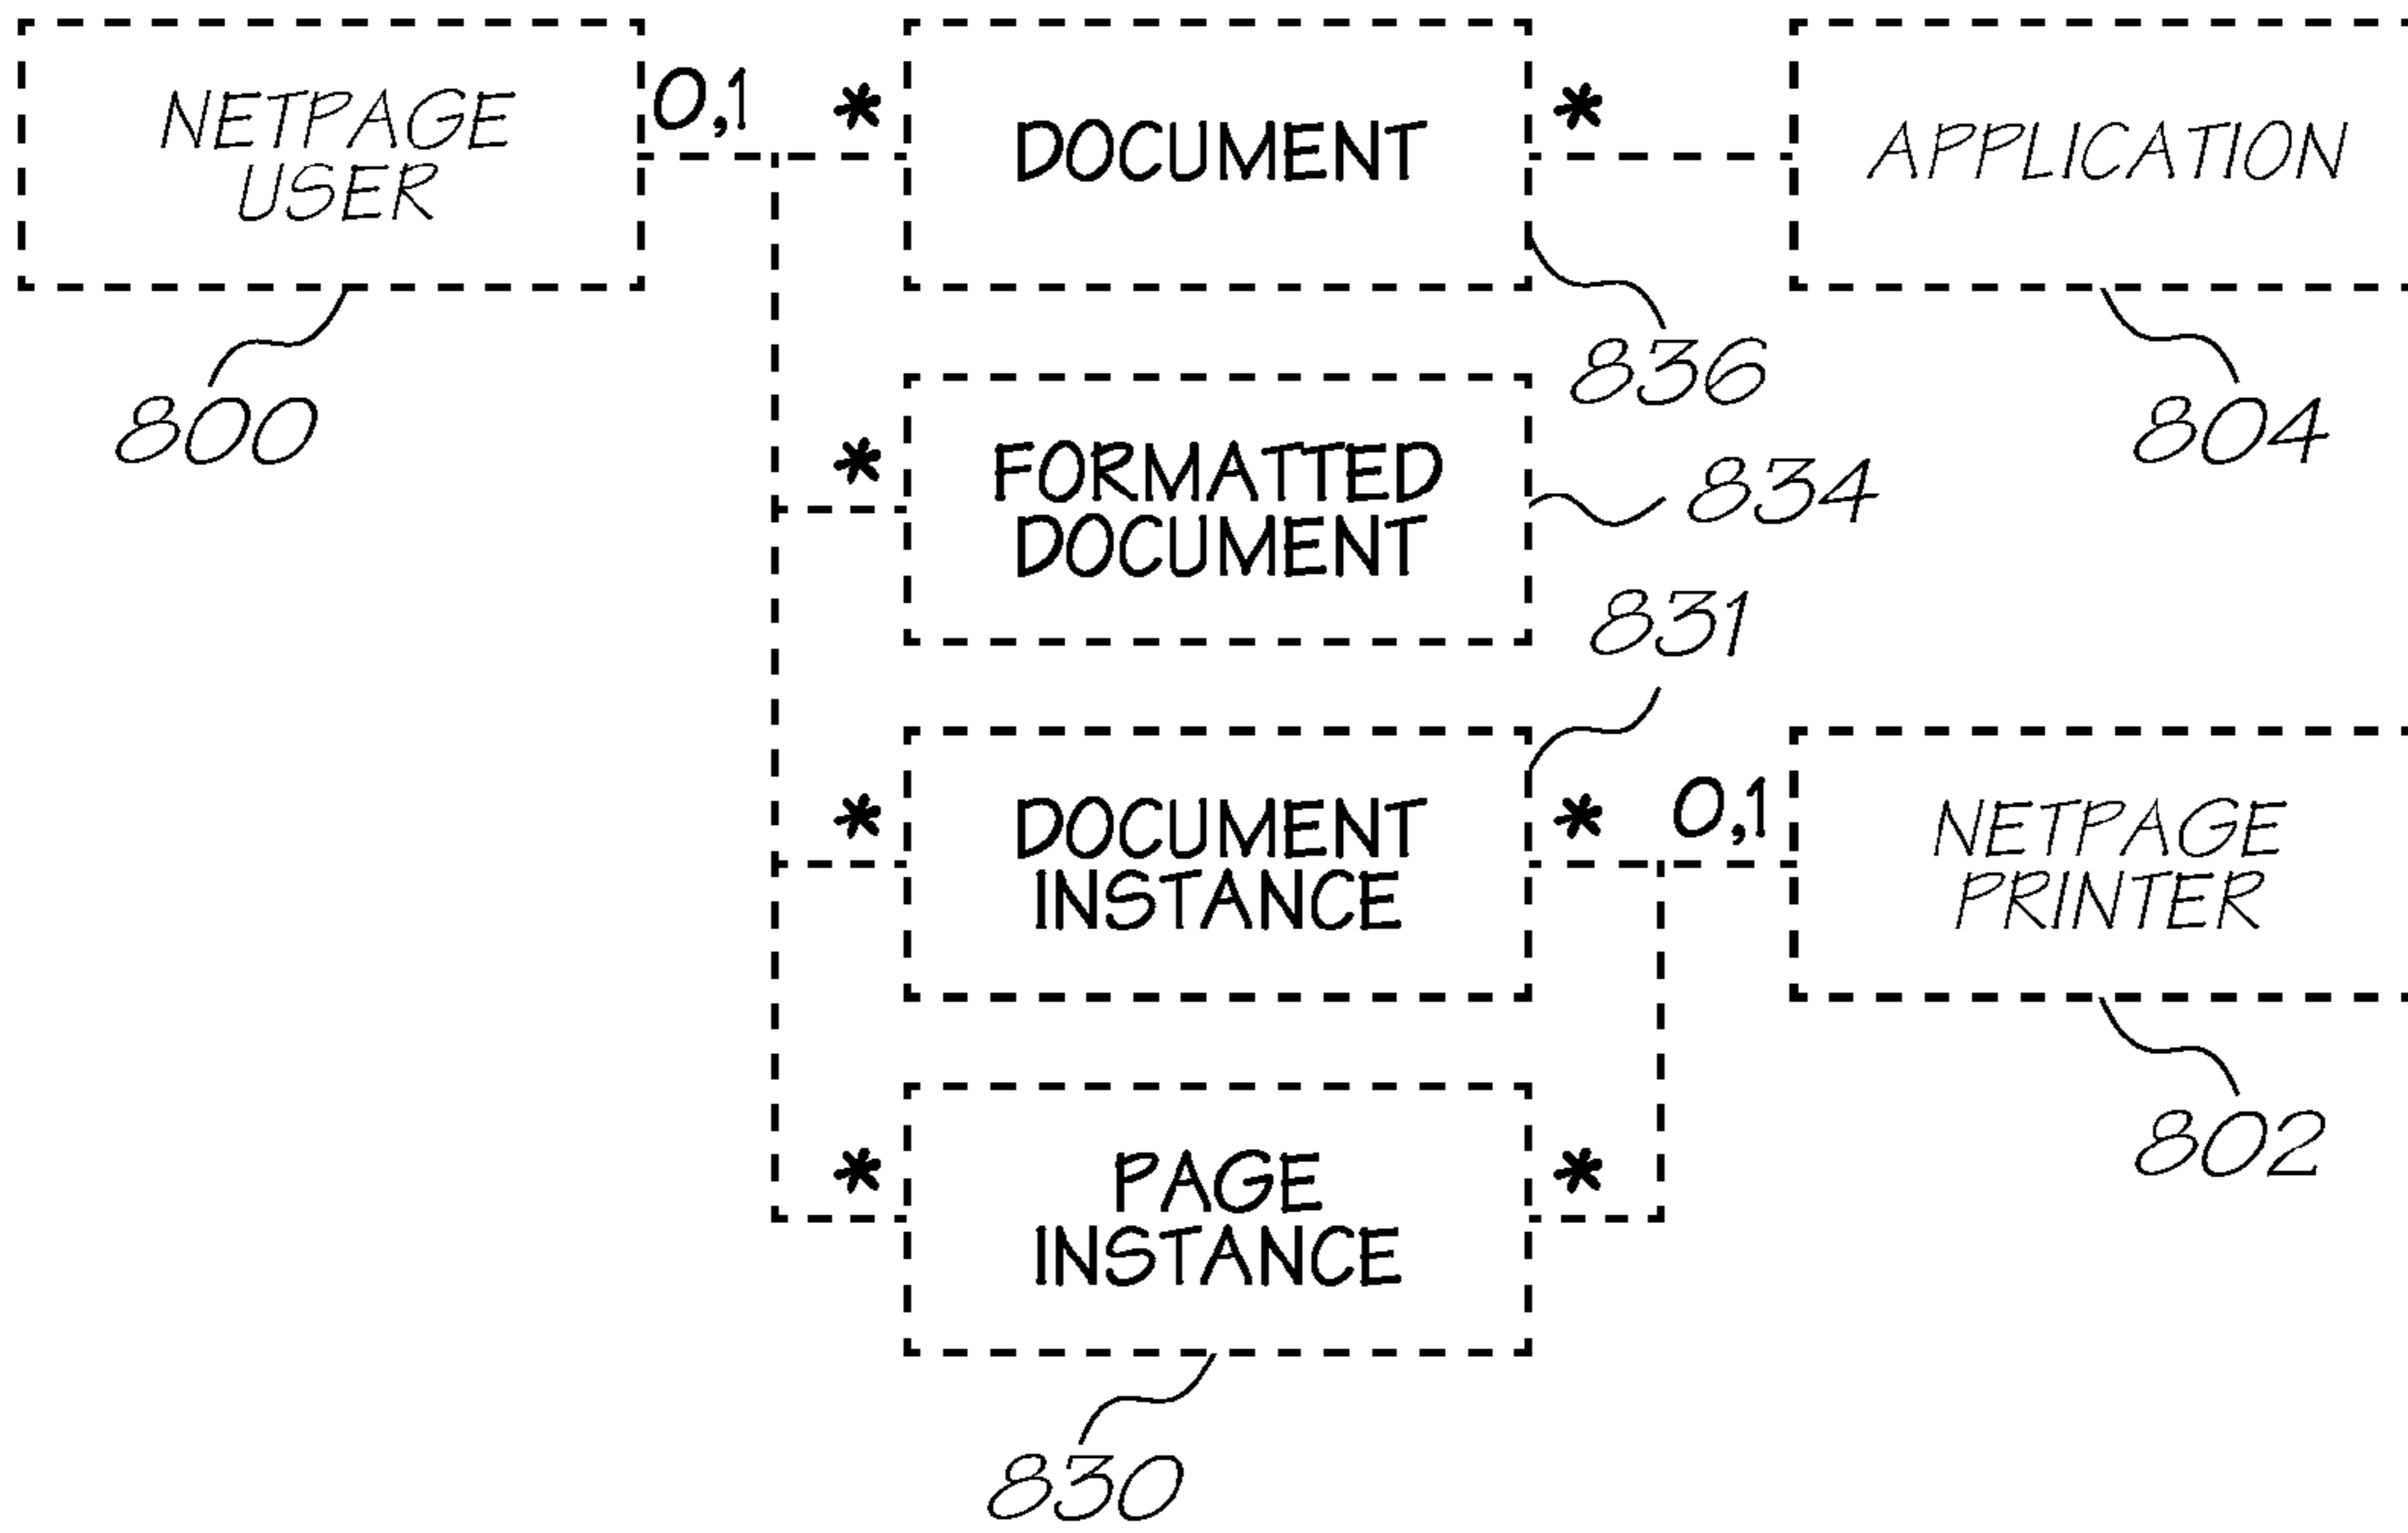 NETPAGE
USER
0,1
*
DOCUMENT
*
APPLICATION
800
836
804
*
FORMATTED
DOCUMENT
834
831
*
DOCUMENT
INSTANCE
*
0,1
NETPAGE
PRINTER
802
*
PAGE
INSTANCE
*
830